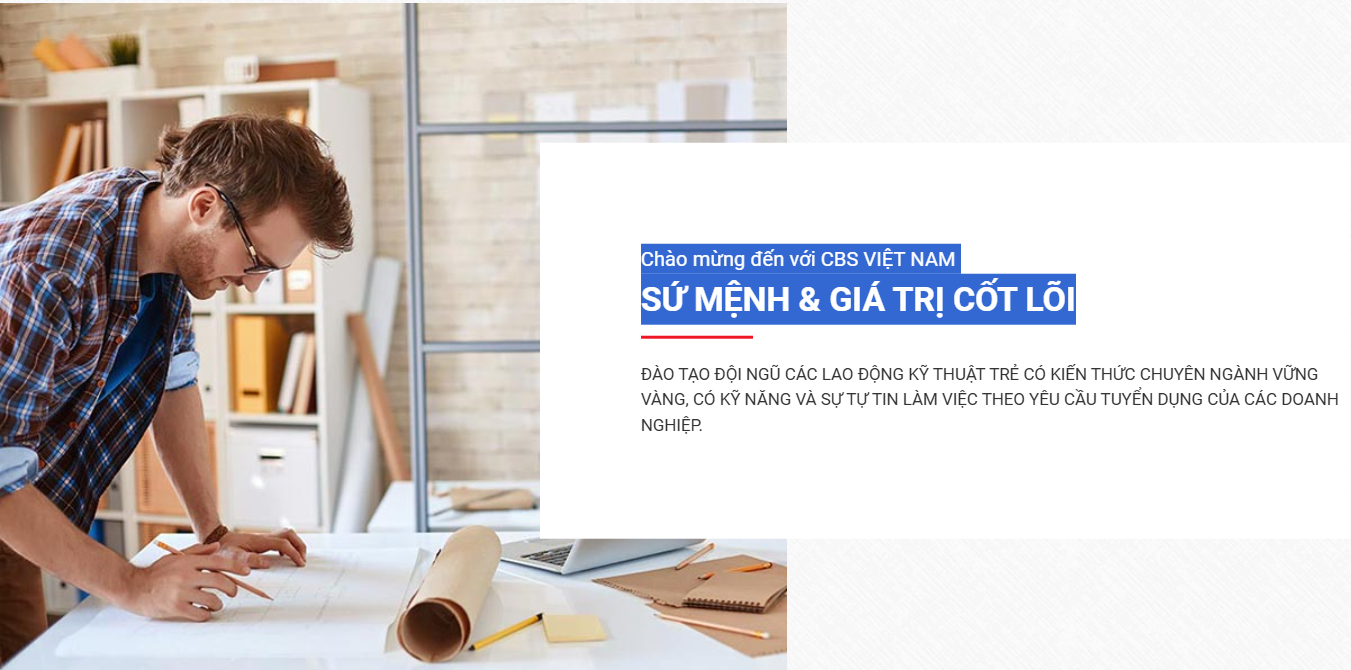 Chào mừng đến với CBS VIỆT NAM
SỨ MỆNH & GIÁ TRỊ CỐT LÕI
ĐÀO TẠO ĐỘI NGŨ CÁC LAO ĐỘNG KỸ THUẬT TRẺ CÓ KIẾN THỨC CHUYÊN NGÀNH VỮNG
VÀNG, CÓ KỸ NĂNG VÀ SỰ TỰ TIN LÀM VIỆC THEO YÊU CẦU TUYỂN DỤNG CỦA CÁC DOANH
NGHIỆP.